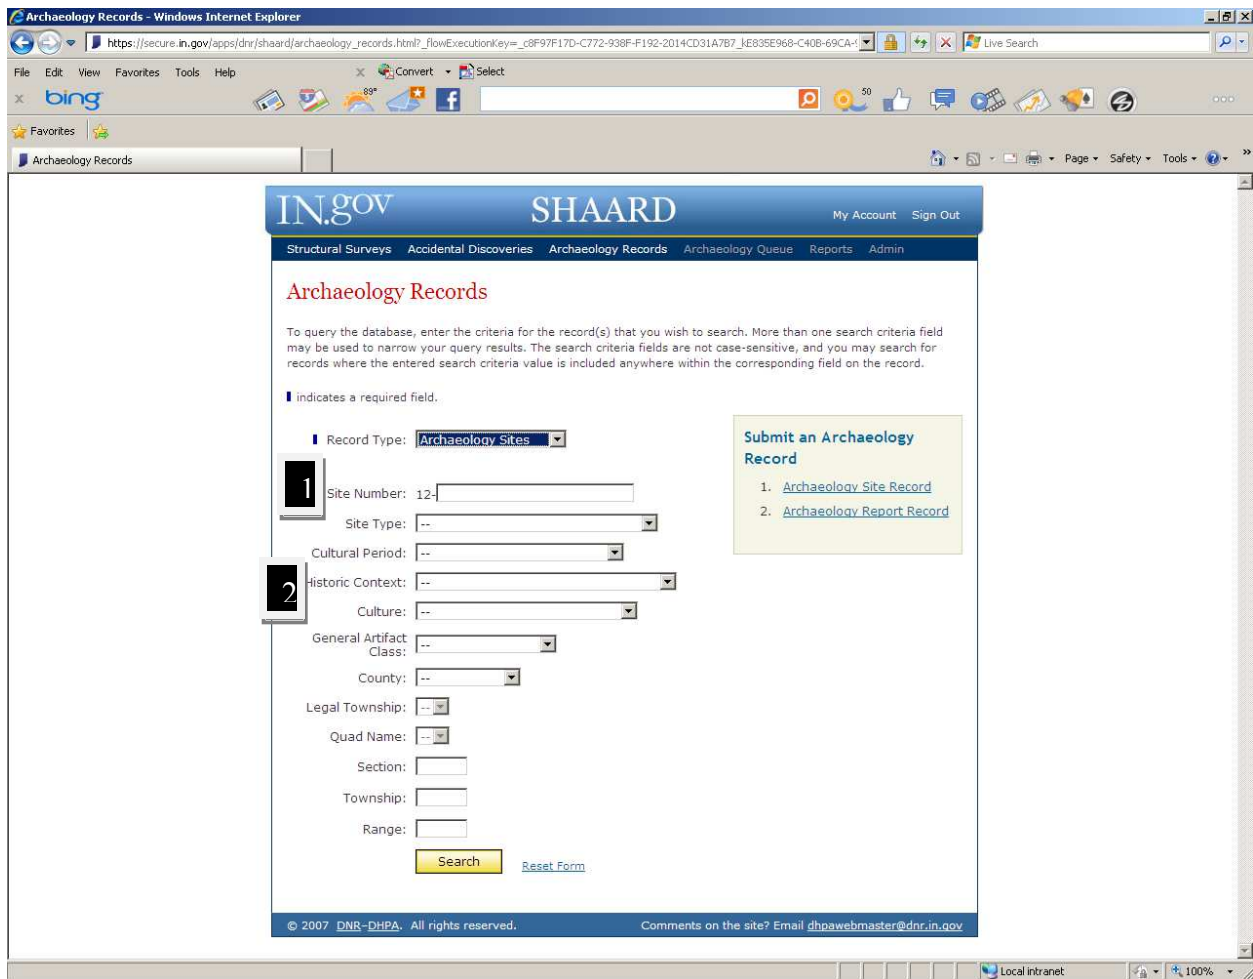 Archaeology Records - Windows Internet Explorer
https://secure.in.gov/apps/dnr/shaard/archaeology_records.html?_flowExecutionKey=_c8F97F17D-C772-938F-F192-2014CD31A7B7_kE835E968-C40B-69CA-
Live Search
File Edit View Favorites Tools Help
x Convert Select
x bing 89° 50
Favorites
Archaeology Records
Page Safety Tools
IN.gov SHAARD My Account Sign Out
Structural Surveys Accidental Discoveries Archaeology Records Archaeology Queue Reports Admin
Archaeology Records
To query the database, enter the criteria for the record(s) that you wish to search. More than one search criteria field
may be used to narrow your query results. The search criteria fields are not case-sensitive, and you may search for
records where the entered search criteria value is included anywhere within the corresponding field on the record.
indicates a required field.
Record Type: Archaeology Sites
Submit an Archaeology
Record
1. Archaeology Site Record
2. Archaeology Report Record
1
Site Number: 12-
Site Type: --
Cultural Period: --
2
Historic Context: --
Culture: --
General Artifact
Class: --
County: --
Legal Township: --
Quad Name: --
Section:
Township:
Range:
Search Reset Form
© 2007 DNR-DHPA. All rights reserved. Comments on the site? Email dhpawebmaster@dnr.in.gov
Local intranet 100%